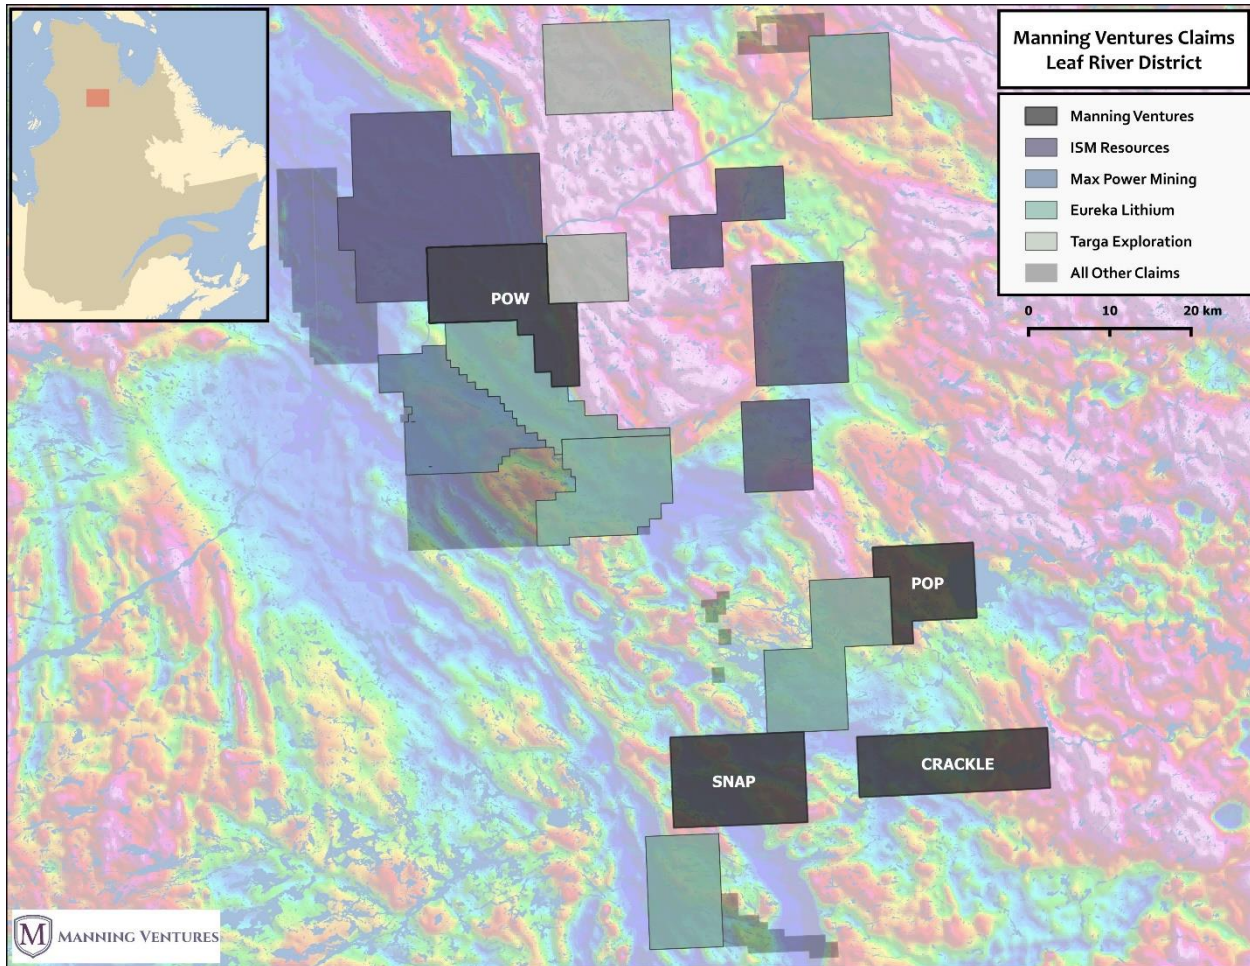 Manning Ventures Claims
Leaf River District
Manning Ventures
ISM Resources
Max Power Mining
Eureka Lithium
Targa Exploration
All Other Claims
0 10 20 km
POW
POP
SNAP
CRACKLE
M MANNING VENTURES